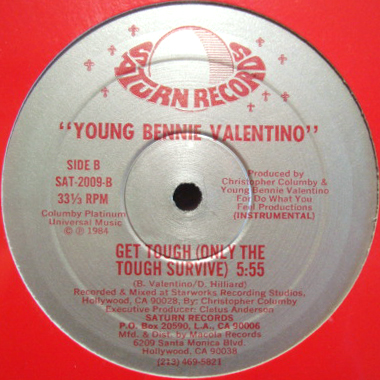 SATURN RECORDS
"YOUNG BENNIE VALENTINO"
SIDE B
SAT-2009-B
33⅓ RPM
Columby Platinum
Universal Music
© ℗ 1984
Produced by
Christopher Columby &
Young Bennie Valentino
For Do What You
Feel Productions
(INSTRUMENTAL)
GET TOUGH (ONLY THE
TOUGH SURVIVE) 5:55
(B. Valentino/D. Hilliard)
Recorded & Mixed at Starworks Recording Studios,
Hollywood, CA 90028, By: Christopher Columby
Executive Producer: Cletus Anderson
SATURN RECORDS
P.O. Box 20590, L.A., CA 90006
Mfd. & Dist. by Macola Records
6209 Santa Monica Blvd.
Hollywood, CA 90038
(213) 469-5821